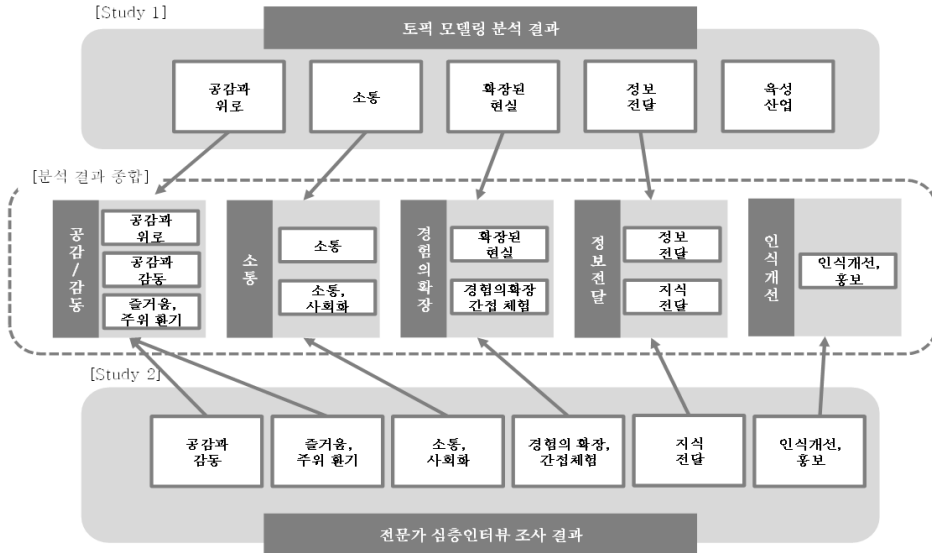 [Study 1]
토픽 모델링 분석 결과
공감과
위로
소통
확장된
현실
정보
전달
육성
산업
[분석 결과 종합]
공감/감동
공감과
위로
공감과
감동
즐거움,
주위 환기
소통
소통
소통,
사회화
경험의확장
확장된
현실
경험의확장
간접 체험
정보전달
정보
전달
지식
전달
인식개선
인식개선,
홍보
[Study 2]
공감과
감동
즐거움,
주위 환기
소통,
사회화
경험의 확장,
간접체험
지식
전달
인식개선,
홍보
전문가 심층인터뷰 조사 결과